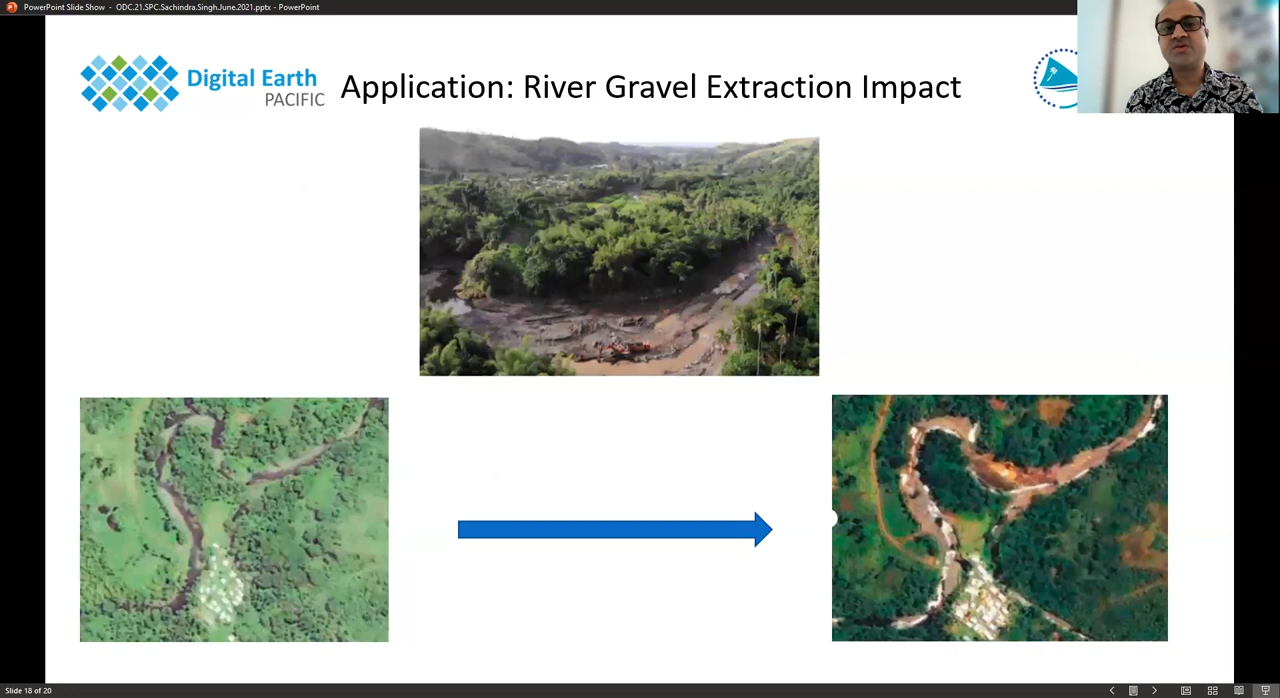 PowerPoint Slide Show - ODC.21.SPC.Sachindra.Singh.June.2021.pptx - PowerPoint
Digital Earth
PACIFIC
Application: River Gravel Extraction Impact
Slide 18 of 20